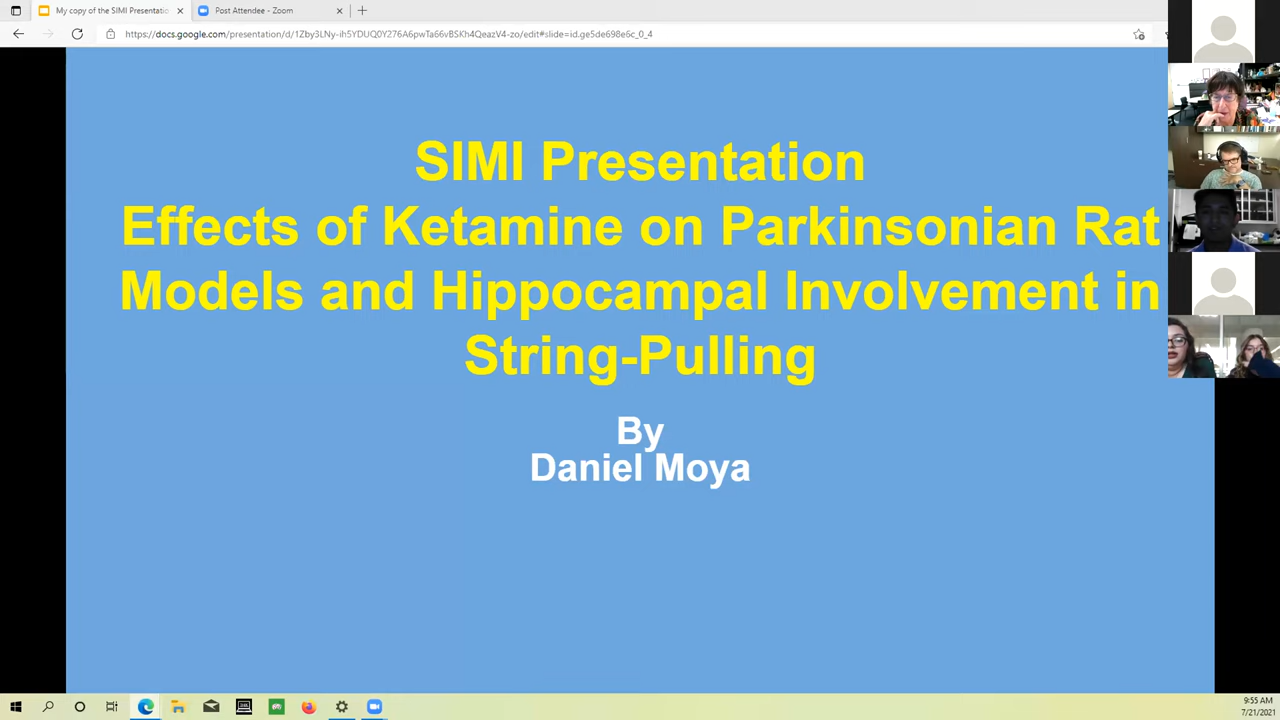 My copy of the SIMI Presentatio
Post Attendee - Zoom
https://docs.google.com/presentation/d/1Zby3LNy-ih5YDUQ0Y276A6pwTa66vBSKh4QeazV4-zo/edit#slide=id.ge5de698e6c_0_4
SIMI Presentation
Effects of Ketamine on Parkinsonian Rat
Models and Hippocampal Involvement in
String-Pulling
By
Daniel Moya
9:55 AM
7/21/2021